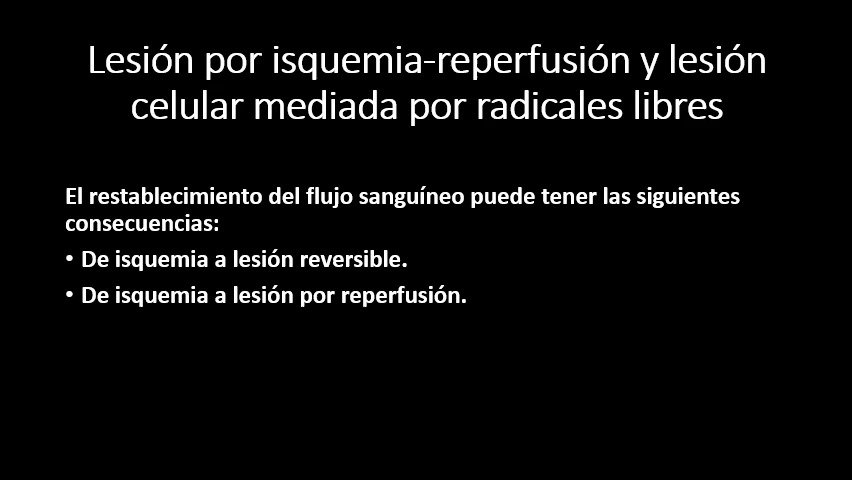 Lesión por isquemia-reperfusión y lesión
celular mediada por radicales libres
El restablecimiento del flujo sanguíneo puede tener las siguientes
consecuencias:
• De isquemia a lesión reversible.
• De isquemia a lesión por reperfusión.